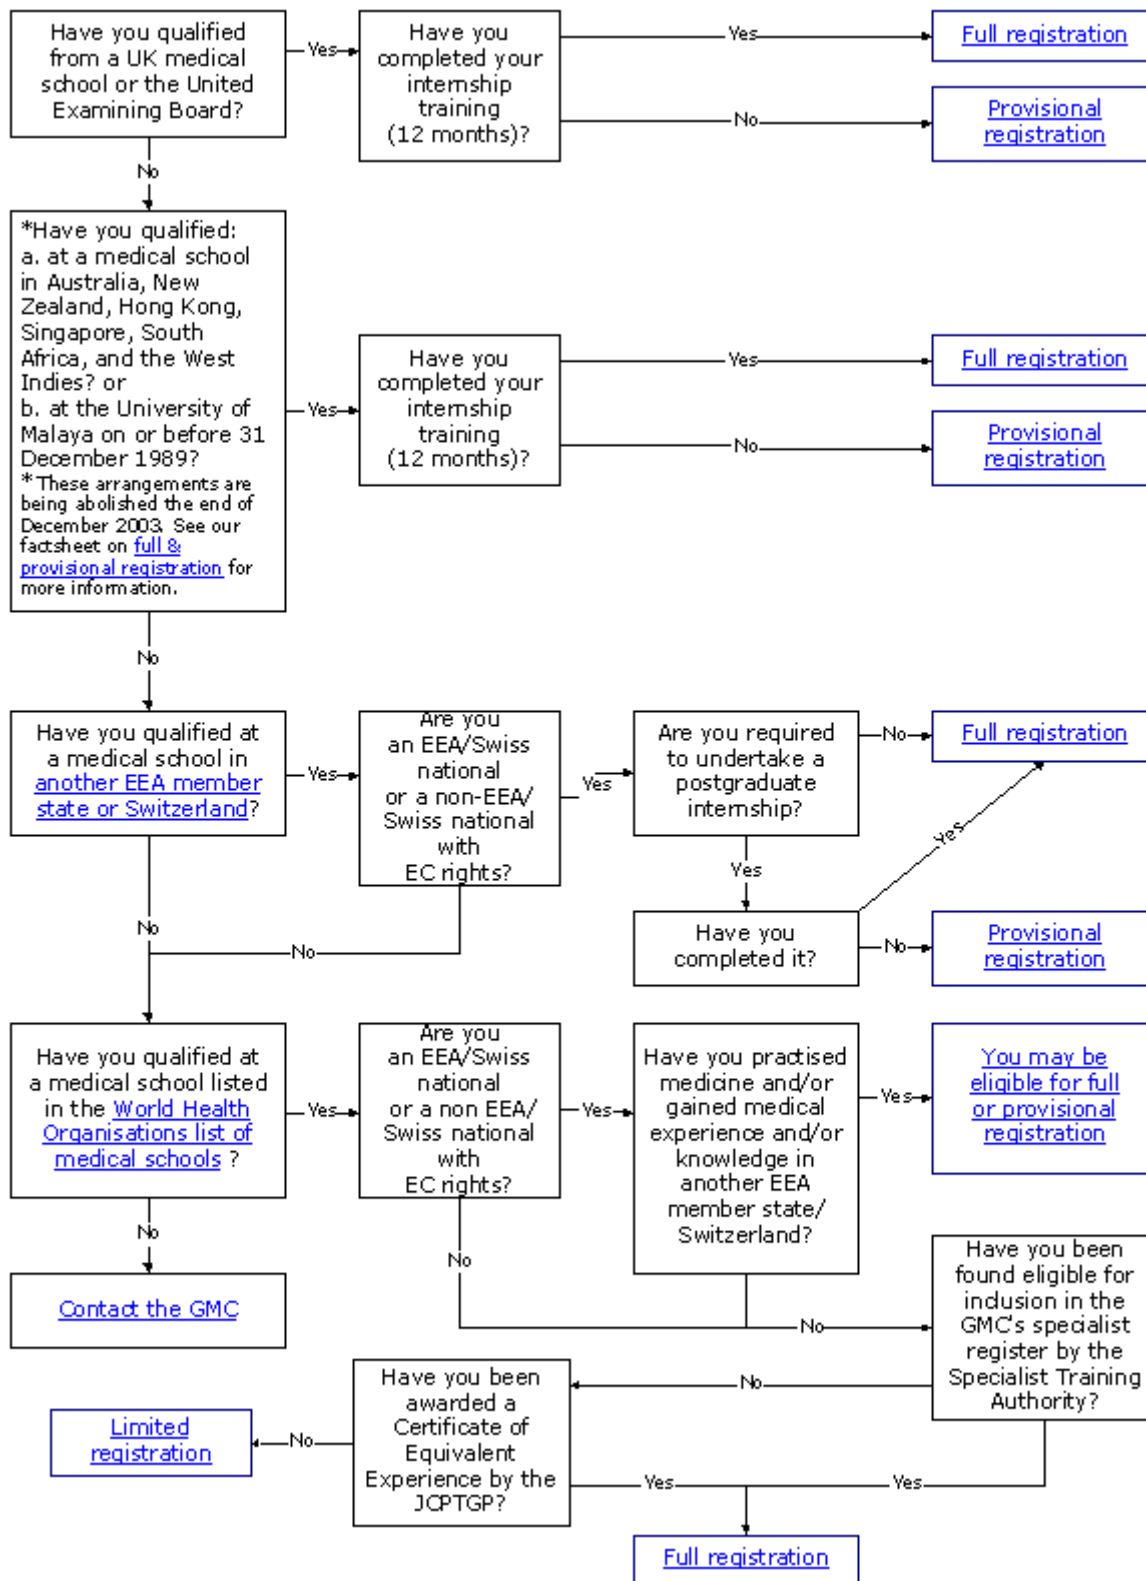 Have you qualified
from a UK medical
school or the United
Examining Board?
Yes
Have you
completed your
internship
training
(12 months)?
Yes
Full registration
No
Provisional
registration
No
*Have you qualified:
a. at a medical school
in Australia, New
Zealand, Hong Kong,
Singapore, South
Africa, and the West
Indies? or
b. at the University of
Malaya on or before 31
December 1989?
*These arrangements are
being abolished the end of
December 2003. See our
factsheet on full &
provisional registration for
more information.
Yes
Have you
completed your
internship
training
(12 months)?
Yes
Full registration
No
Provisional
registration
No
Have you qualified at
a medical school in
another EEA member
state or Switzerland?
Yes
Are you
an EEA/Swiss
national
or a non-EEA/
Swiss national
with
EC rights?
Yes
Are you required
to undertake a
postgraduate
internship?
No
Full registration
Yes
Yes
Have you
completed it?
No
Provisional
registration
No
No
Have you qualified at
a medical school listed
in the World Health
Organisations list of
medical schools ?
Yes
Are you
an EEA/Swiss
national
or a non EEA/
Swiss national
with
EC rights?
Yes
Have you practised
medicine and/or
gained medical
experience and/or
knowledge in
another EEA
member state/
Switzerland?
Yes
You may be
eligible for full
or provisional
registration
No
Contact the GMC
No
No
Have you been
found eligible for
inclusion in the
GMC's specialist
register by the
Specialist Training
Authority?
No
Have you been
awarded a
Certificate of
Equivalent
Experience by the
JCPTGP?
No
Limited
registration
Yes
Yes
Full registration